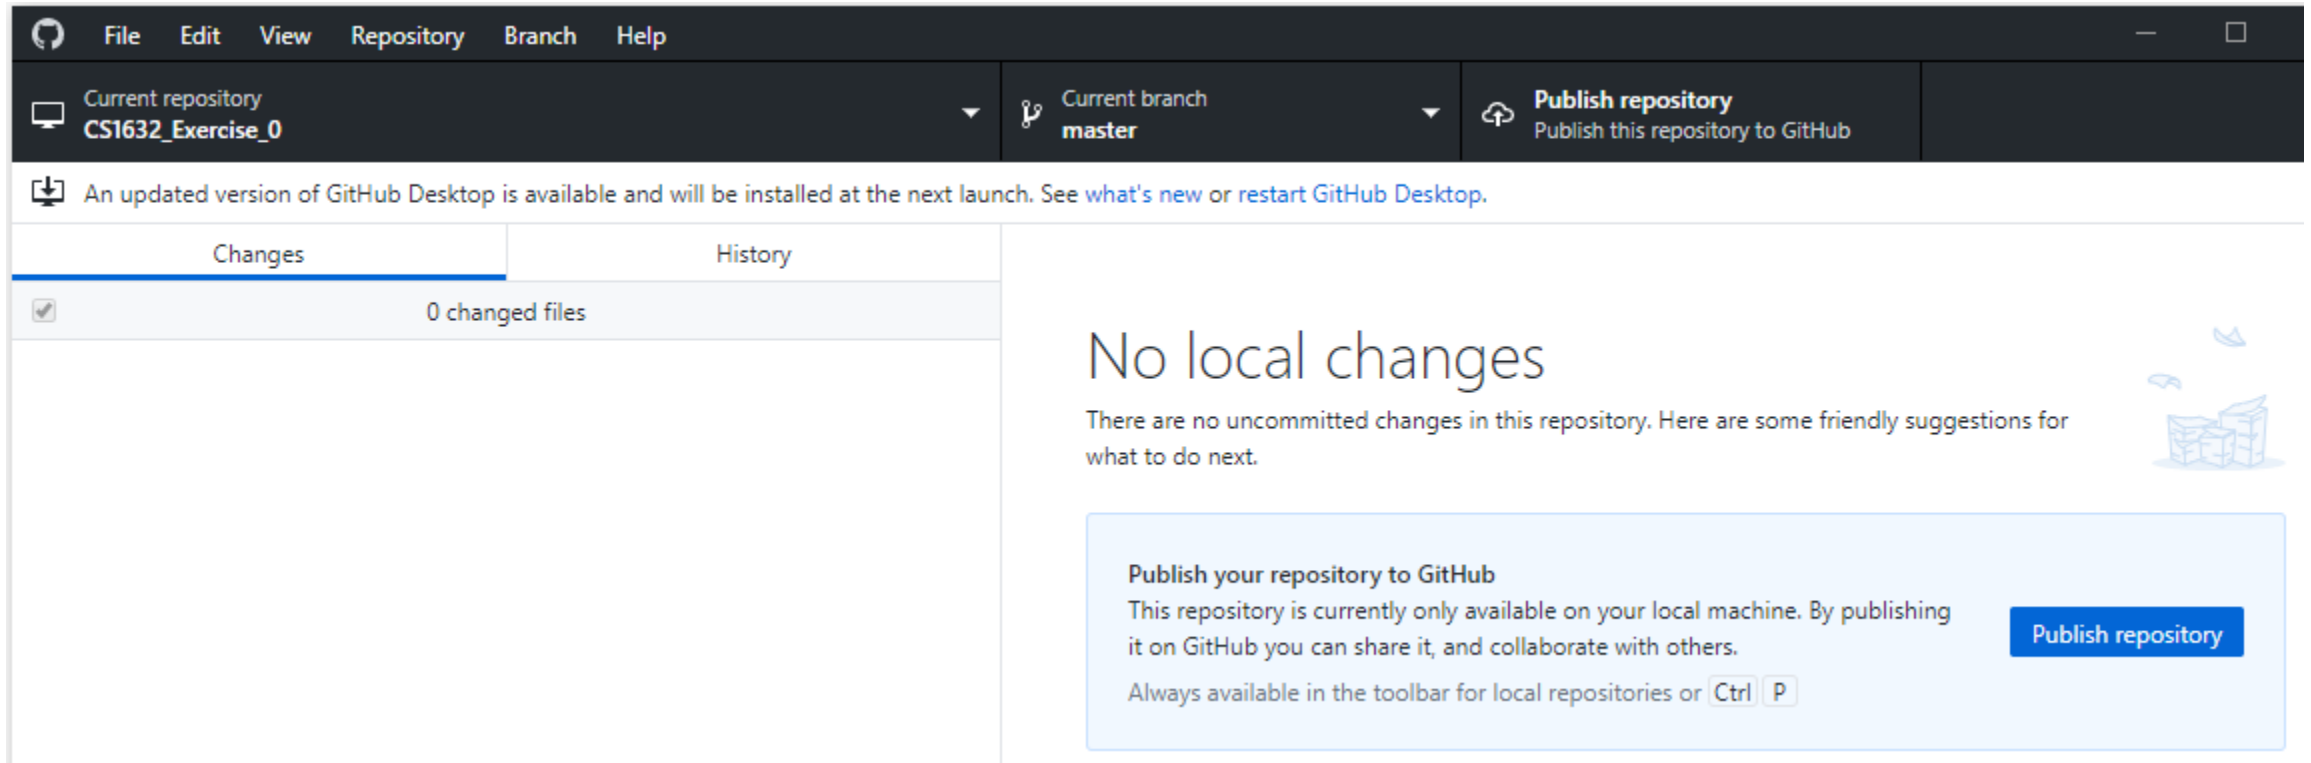 File Edit View Repository Branch Help
Current repository
CS1632_Exercise_0
Current branch
master
Publish repository
Publish this repository to GitHub
An updated version of GitHub Desktop is available and will be installed at the next launch. See what's new or restart GitHub Desktop.
Changes
History
0 changed files
No local changes
There are no uncommitted changes in this repository. Here are some friendly suggestions for
what to do next.
Publish your repository to GitHub
This repository is currently only available on your local machine. By publishing
it on GitHub you can share it, and collaborate with others.
Always available in the toolbar for local repositories or Ctrl P
Publish repository